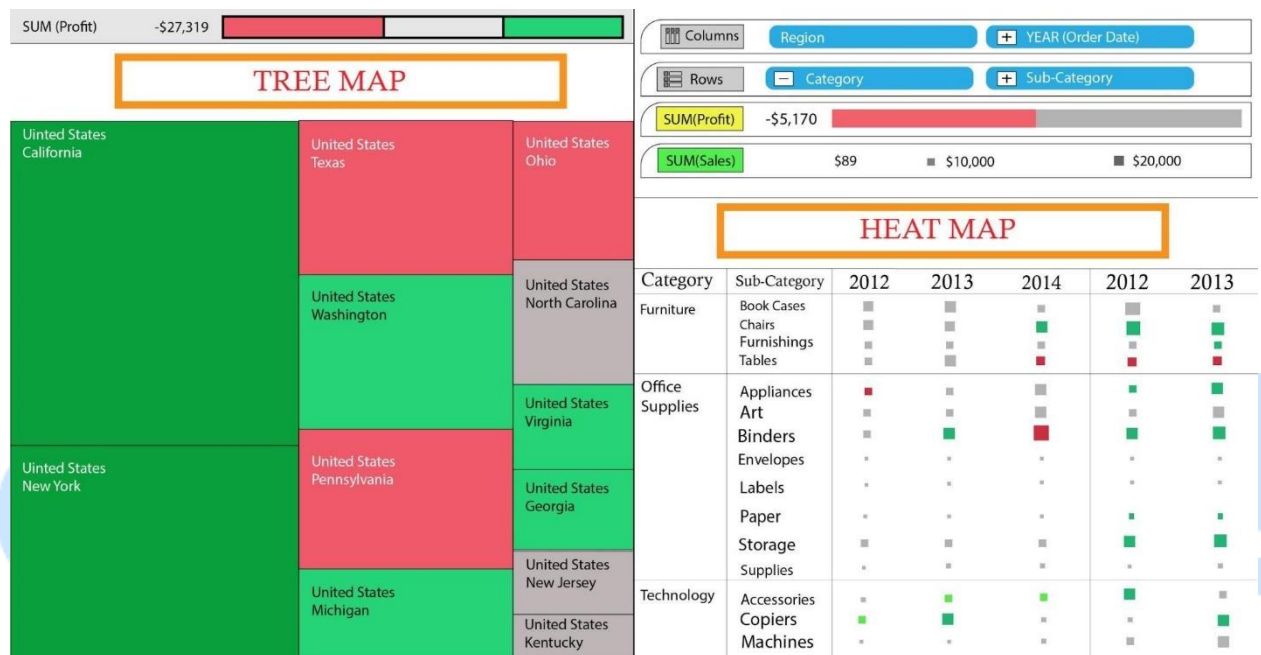 SUM (Profit) -$27,319
TREE MAP
Uinted States
California
Uinted States
New York
United States
Texas
United States
Washington
United States
Pennsylvania
United States
Michigan
United States
Ohio
United States
North Carolina
United States
Virginia
United States
Georgia
United States
New Jersey
United States
Kentucky
Columns Region + YEAR (Order Date)
Rows − Category + Sub-Category
SUM(Profit) -$5,170
SUM(Sales) $89 $10,000 $20,000
HEAT MAP
Category Sub-Category 2012 2013 2014 2012 2013
Furniture Book Cases
Chairs
Furnishings
Tables
Office
Supplies
Appliances
Art
Binders
Envelopes
Labels
Paper
Storage
Supplies
Technology Accessories
Copiers
Machines